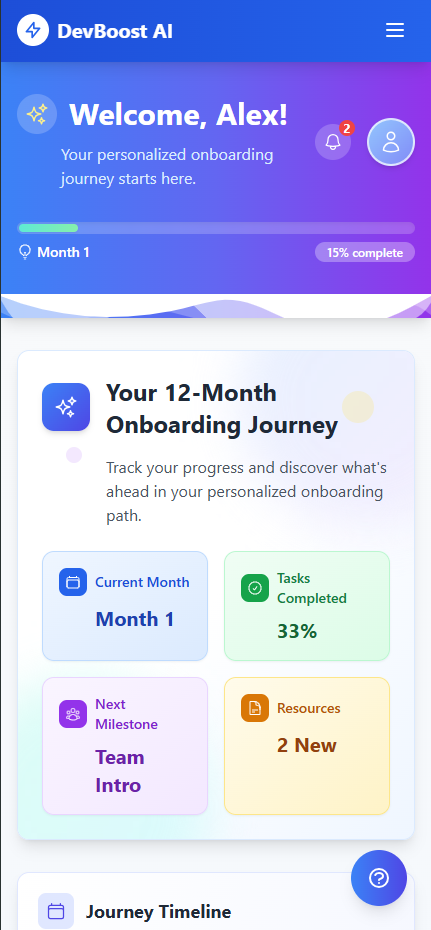 DevBoost AI
Welcome, Alex!
2
Your personalized onboarding
journey starts here.
Month 1
15% complete
Your 12-Month
Onboarding Journey
Track your progress and discover what's
ahead in your personalized onboarding
path.
Current Month
Month 1
Tasks
Completed
33%
Next
Milestone
Team
Intro
Resources
2 New
Journey Timeline